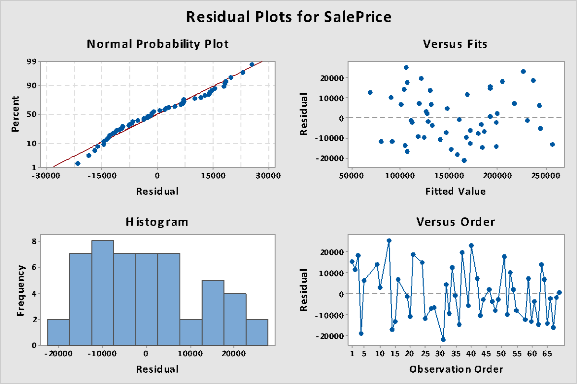 Residual Plots for SalePrice
Normal Probability Plot
99
90
50
10
1
Percent
-30000 -15000 0 15000 30000
Residual
Versus Fits
20000
10000
0
-10000
-20000
Residual
50000 100000 150000 200000 250000
Fitted Value
Histogram
8
6
4
2
0
Frequency
-20000 -10000 0 10000 20000
Residual
Versus Order
20000
10000
0
-10000
-20000
Residual
1 5 10 15 20 25 30 35 40 45 50 55 60 65
Observation Order